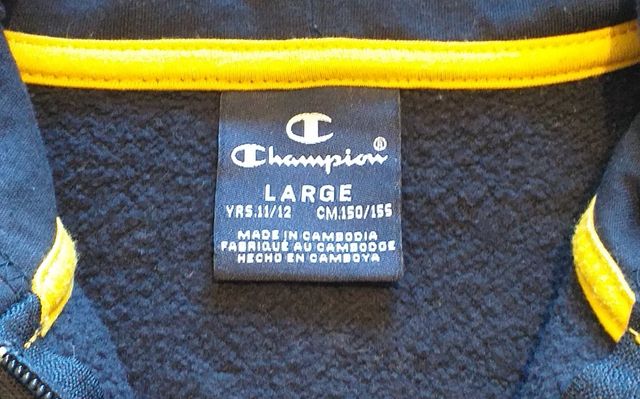 Champion®
LARGE
YRS.11/12 CM.150/155
MADE IN CAMBODIA
FABRIQUÉ AU CAMBODGE
HECHO EN CAMBOYA